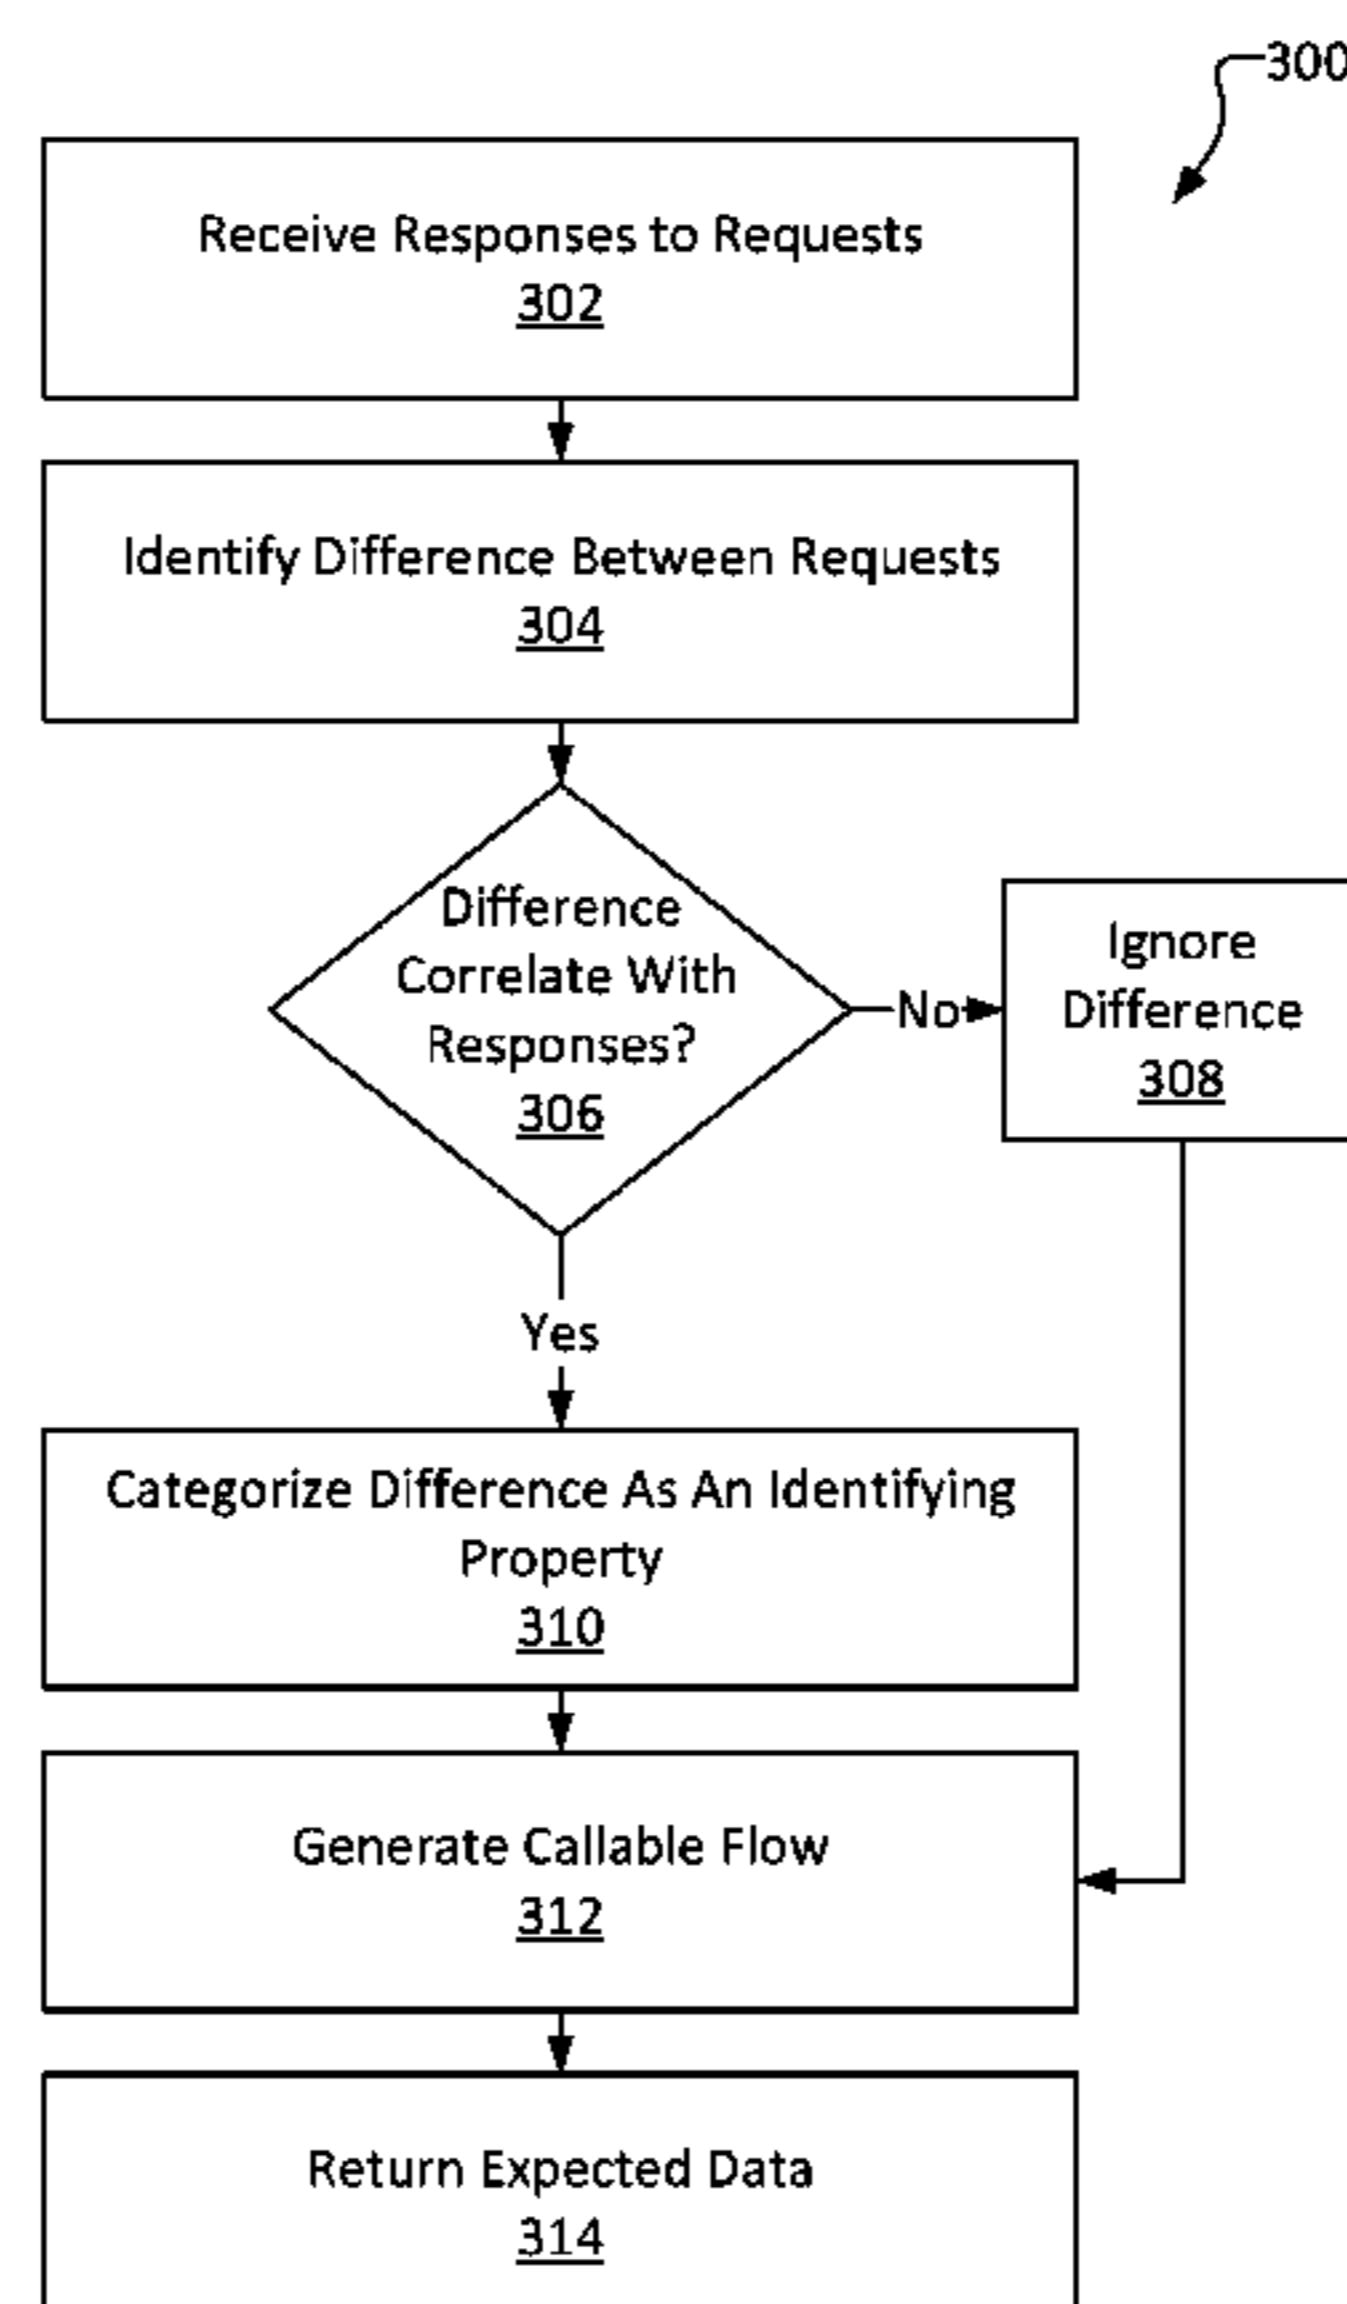 300
Receive Responses to Requests
302
Identify Difference Between Requests
304
Difference
Correlate With
Responses?
306
No
Ignore
Difference
308
Yes
Categorize Difference As An Identifying
Property
310
Generate Callable Flow
312
Return Expected Data
314